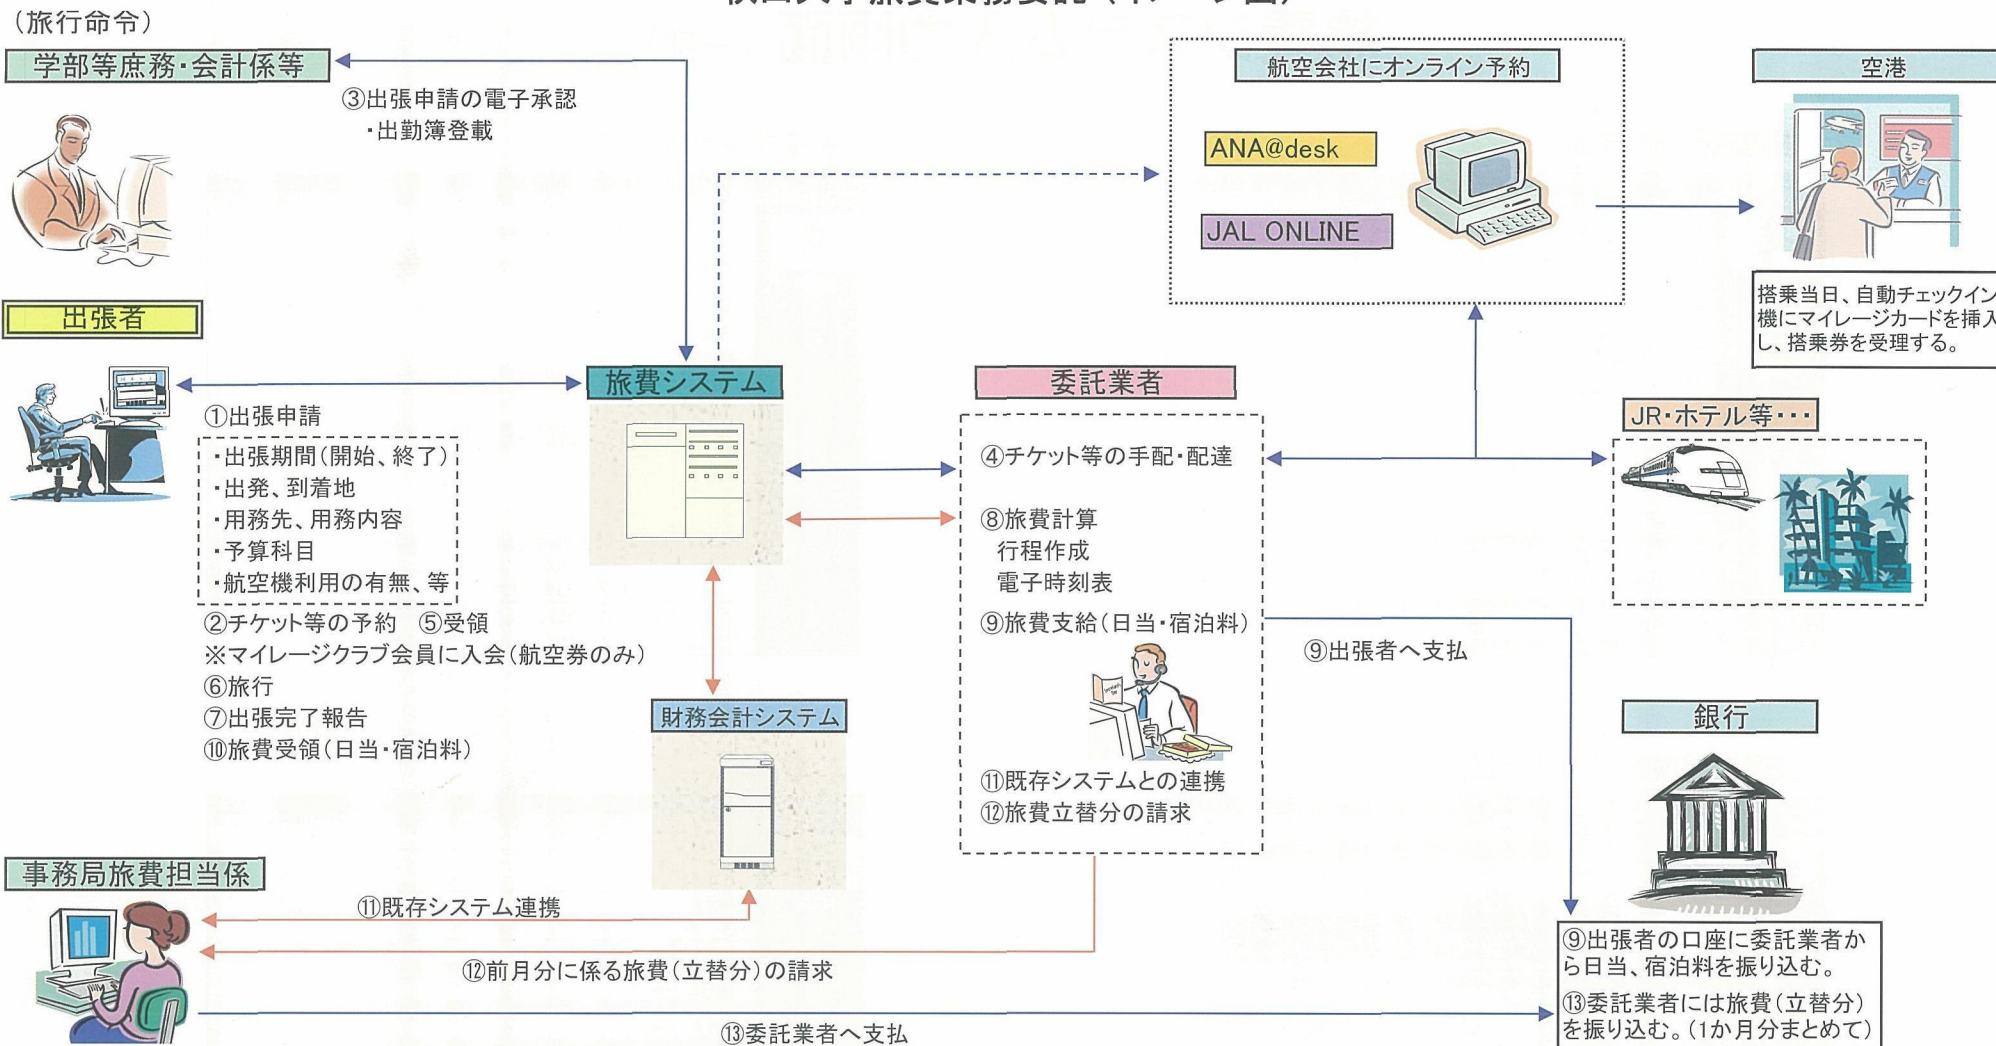 (旅行命令)
学部等庶務・会計係等
③出張申請の電子承認
・出勤簿登載
航空会社にオンライン予約
ANA@desk
JAL ONLINE
空港
搭乗当日、自動チェックイン
機にマイレージカードを挿入
し、搭乗券を受理する。
出張者
①出張申請
・出張期間(開始、終了)
・出発、到着地
・用務先、用務内容
・予算科目
・航空機利用の有無、等
②チケット等の予約 ⑤受領
※マイレージクラブ会員に入会(航空券のみ)
⑥旅行
⑦出張完了報告
⑩旅費受領(日当・宿泊料)
旅費システム
財務会計システム
委託業者
④チケット等の手配・配達
⑧旅費計算
行程作成
電子時刻表
⑨旅費支給(日当・宿泊料)
⑪既存システムとの連携
⑫旅費立替分の請求
JR・ホテル等・・・
⑨出張者へ支払
銀行
⑨出張者の口座に委託業者か
ら日当、宿泊料を振り込む。
⑬委託業者には旅費(立替分)
を振り込む。(1か月分まとめて)
事務局旅費担当係
⑪既存システム連携
⑫前月分に係る旅費(立替分)の請求
⑬委託業者へ支払